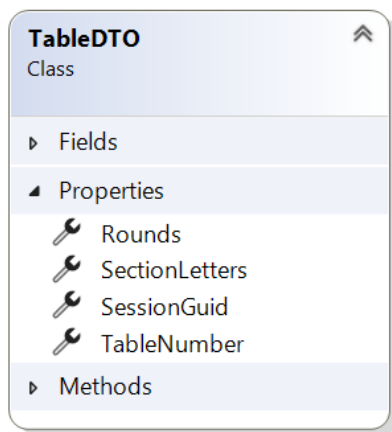 TableDTO
Class
Fields
Properties
Rounds
SectionLetters
SessionGuid
TableNumber
Methods